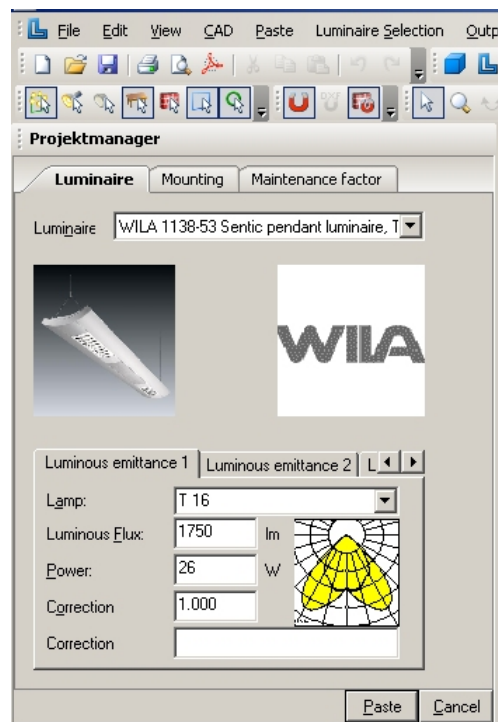 File Edit View CAD Paste Luminaire Selection Outp
Projektmanager
Luminaire Mounting Maintenance factor
Luminaire WILA 1138-53 Sentic pendant luminaire, T
WILA
Luminous emittance 1 Luminous emittance 2 L
Lamp: T 16
Luminous Flux: 1750 lm
Power: 26 W
Correction 1.000
Correction
Paste Cancel